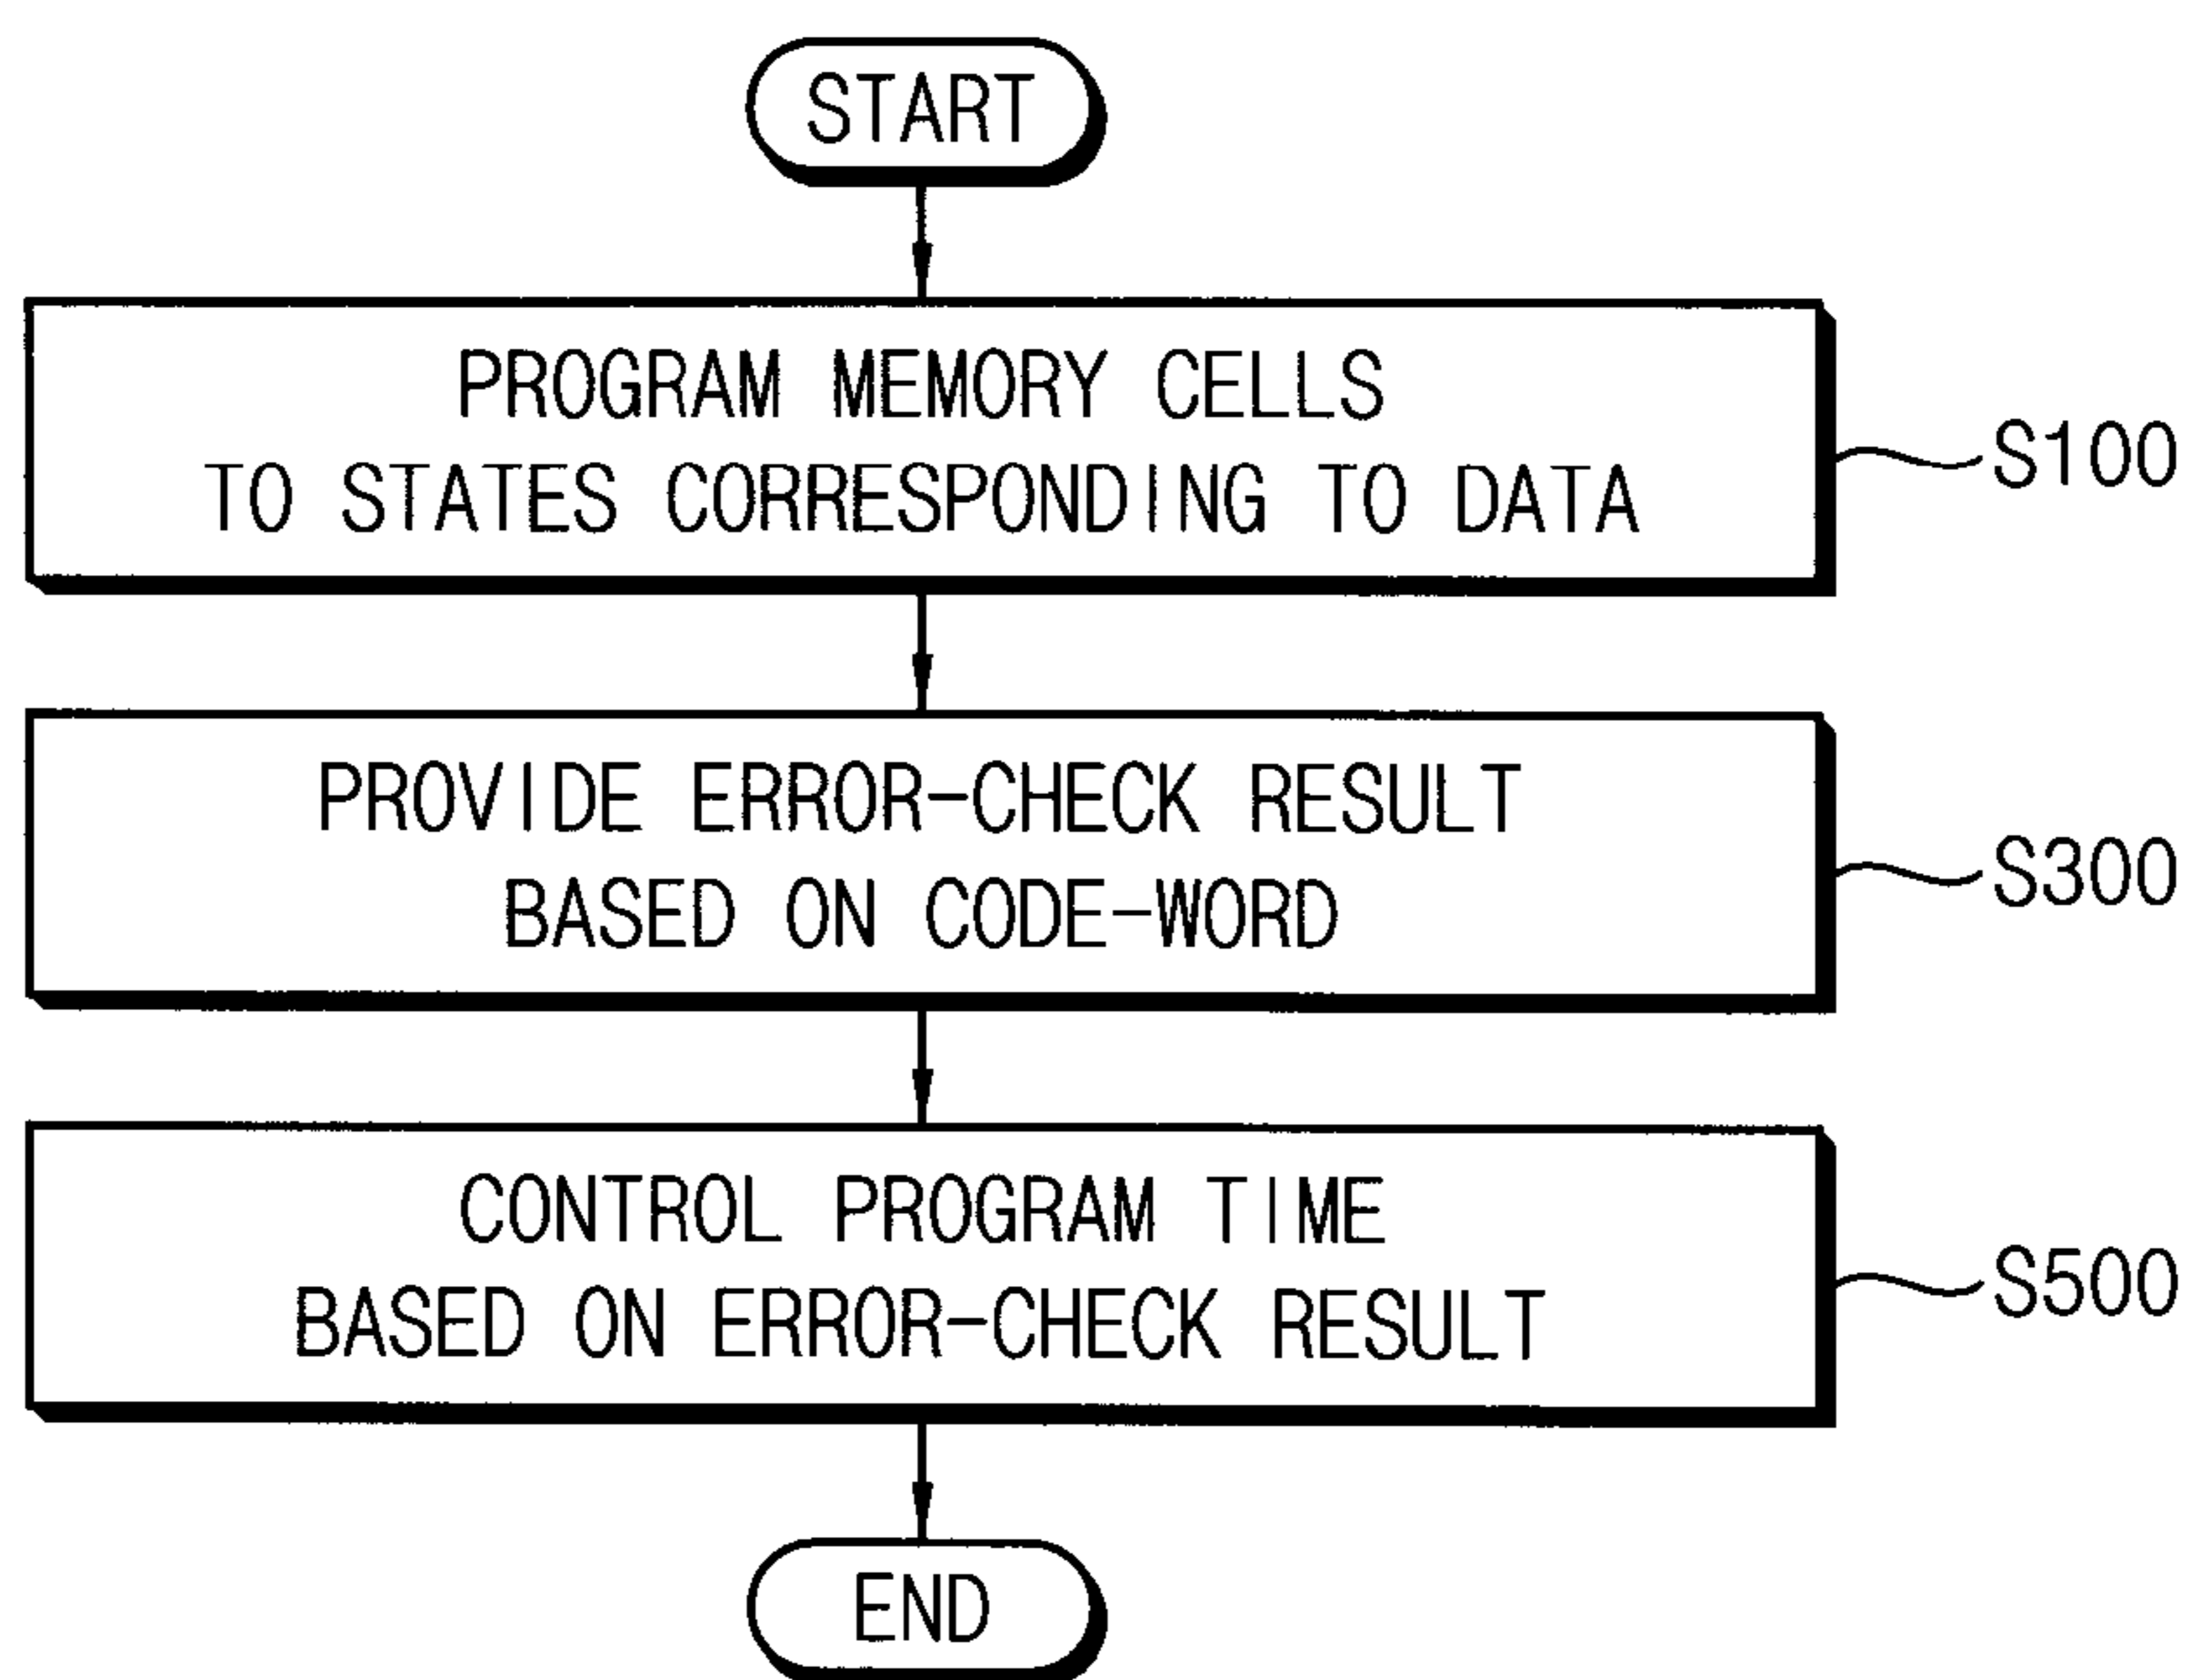 START
PROGRAM MEMORY CELLS
TO STATES CORRESPONDING TO DATA
S100
PROVIDE ERROR-CHECK RESULT
BASED ON CODE-WORD
S300
CONTROL PROGRAM TIME
BASED ON ERROR-CHECK RESULT
S500
END